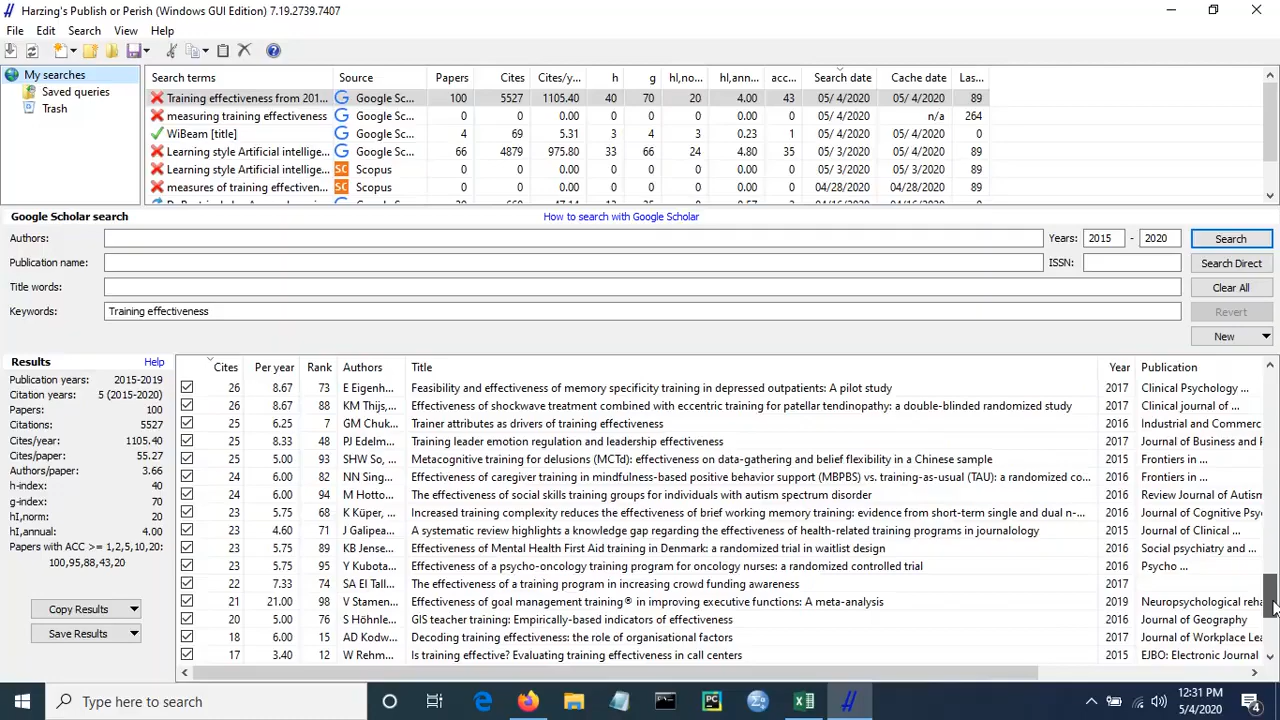 Harzing's Publish or Perish (Windows GUI Edition) 7.19.2739.7407
File Edit Search View Help
My searches
Saved queries
Trash
Search terms Source Papers Cites Cites/y... h g hI,no... hI,ann... acc... Search date Cache date Las...
Training effectiveness from 201... Google Sc... 100 5527 1105.40 40 70 20 4.00 43 05/ 4/2020 05/ 4/2020 89
measuring training effectiveness Google Sc... 0 0 0.00 0 0 0 0.00 0 05/ 4/2020 n/a 264
WiBeam [title] Google Sc... 4 69 5.31 3 4 3 0.23 1 05/ 4/2020 05/ 4/2020 0
Learning style Artificial intellige... Google Sc... 66 4879 975.80 33 66 24 4.80 35 05/ 4/2020 05/ 4/2020 89
Learning style Artificial intellige... Scopus 0 0 0.00 0 0 0 0.00 0 05/ 4/2020 05/ 4/2020 89
measures of training effectiven... Scopus 0 0 0.00 0 0 0 0.00 0 04/28/2020 04/28/2020 89
Google Scholar search How to search with Google Scholar
Authors: Years: 2015 - 2020 Search
Publication name: ISSN: Search Direct
Title words: Clear All
Keywords: Training effectiveness Revert
New
Results Help
Publication years: 2015-2019
Citation years: 5 (2015-2020)
Papers: 100
Citations: 5527
Cites/year: 1105.40
Cites/paper: 55.27
Authors/paper: 3.66
h-index: 40
g-index: 70
hI,norm: 20
hI,annual: 4.00
Papers with ACC >= 1,2,5,10,20:
100,95,88,43,20
Copy Results
Save Results
Cites Per year Rank Authors Title Year Publication
26 8.67 73 E Eigenh... Feasibility and effectiveness of memory specificity training in depressed outpatients: A pilot study 2017 Clinical Psychology ...
26 8.67 88 KM Thijs,... Effectiveness of shockwave treatment combined with eccentric training for patellar tendinopathy: a double-blinded randomized study 2017 Clinical journal of ...
25 6.25 7 GM Chuk... Trainer attributes as drivers of training effectiveness 2016 Industrial and Commerc
25 8.33 48 PJ Edelm... Training leader emotion regulation and leadership effectiveness 2017 Journal of Business and P
25 5.00 93 SHW So, ... Metacognitive training for delusions (MCTd): effectiveness on data-gathering and belief flexibility in a Chinese sample 2015 Frontiers in ...
24 6.00 82 NN Sing... Effectiveness of caregiver training in mindfulness-based positive behavior support (MBPBS) vs. training-as-usual (TAU): a randomized co... 2016 Frontiers in ...
24 6.00 94 M Hotto... The effectiveness of social skills training groups for individuals with autism spectrum disorder 2016 Review Journal of Autism
23 5.75 68 K Küper, ... Increased training complexity reduces the effectiveness of brief working memory training: evidence from short-term single and dual n-... 2016 Journal of Cognitive Psy
23 4.60 71 J Galipea... A systematic review highlights a knowledge gap regarding the effectiveness of health-related training programs in journalology 2015 Journal of Clinical ...
23 5.75 89 KB Jense... Effectiveness of Mental Health First Aid training in Denmark: a randomized trial in waitlist design 2016 Social psychiatry and ...
23 5.75 95 Y Kubota... Effectiveness of a psycho-oncology training program for oncology nurses: a randomized controlled trial 2016 Psycho ...
22 7.33 74 SA El Tall... The effectiveness of a training program in increasing crowd funding awareness 2017
21 21.00 98 V Stamen... Effectiveness of goal management training® in improving executive functions: A meta-analysis 2019 Neuropsychological reha
20 5.00 76 S Höhnle... GIS teacher training: Empirically-based indicators of effectiveness 2016 Journal of Geography
18 6.00 15 AD Kodw... Decoding training effectiveness: the role of organisational factors 2017 Journal of Workplace Lea
17 3.40 12 W Rehm... Is training effective? Evaluating training effectiveness in call centers 2015 EJBO: Electronic Journal
Type here to search
12:31 PM
5/4/2020
4